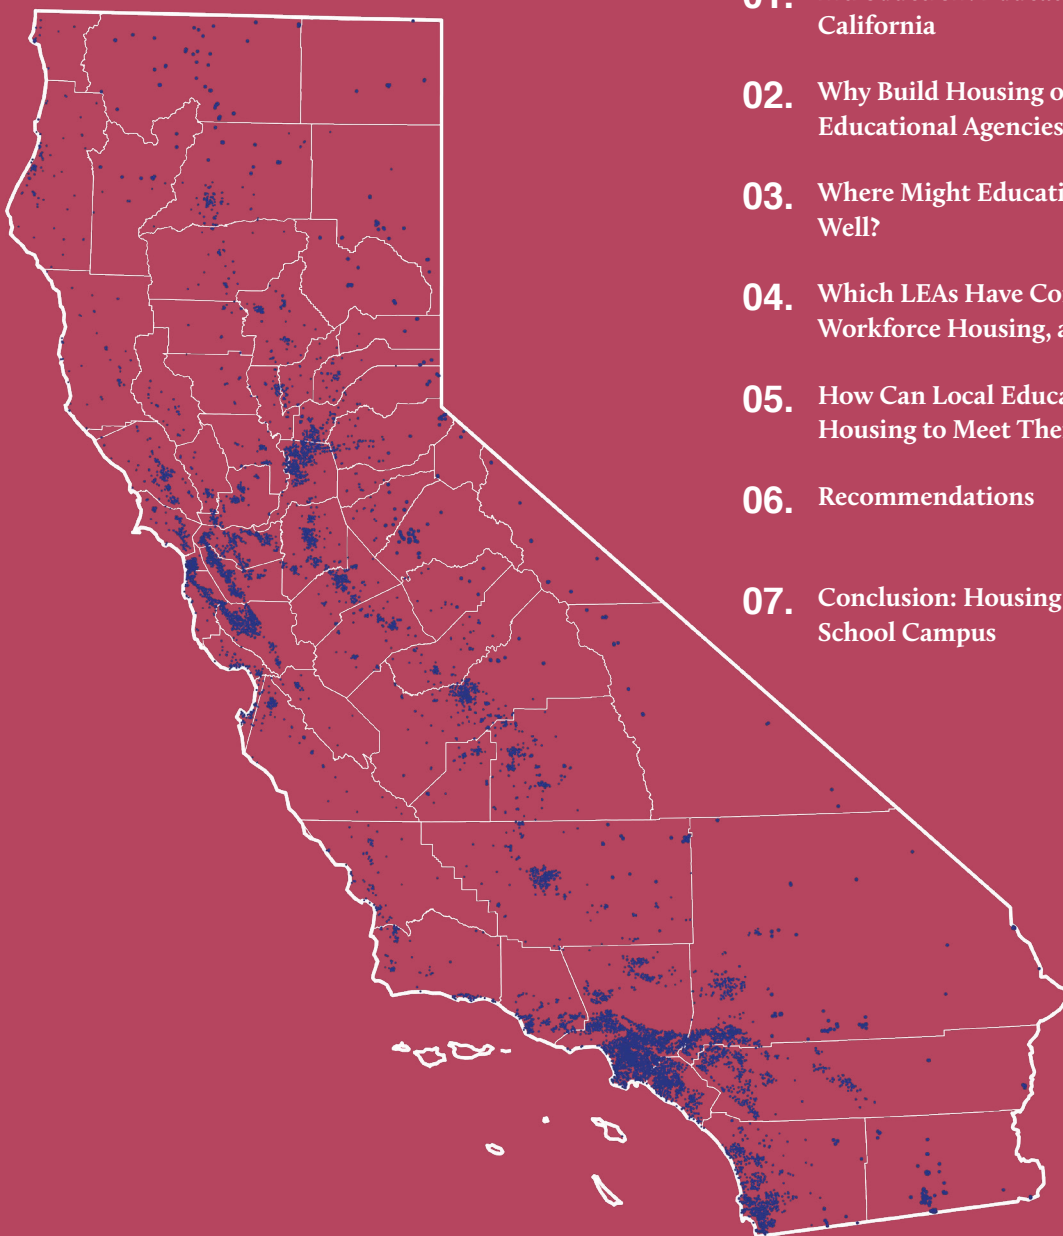 01.
California
02. Why Build Housing o
Educational Agencies
03. Where Might Educati
Well?
04. Which LEAs Have Co
Workforce Housing, a
05. How Can Local Educa
Housing to Meet The
06. Recommendations
07. Conclusion: Housing
School Campus